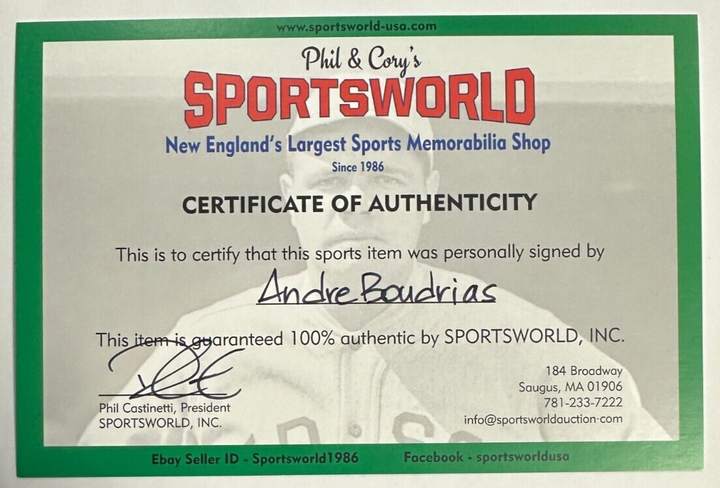 www.sportsworld-usa.com
Phil & Cory's
SPORTSWORLD
New England's Largest Sports Memorabilia Shop
Since 1986
CERTIFICATE OF AUTHENTICITY
This is to certify that this sports item was personally signed by
Andre Boudrias
This item is guaranteed 100% authentic by SPORTSWORLD, INC.
Phil Castinetti, President
SPORTSWORLD, INC.
184 Broadway
Saugus, MA 01906
781-233-7222
info@sportsworldauction.com
Ebay Seller ID - Sportsworld1986 Facebook - sportsworldusa